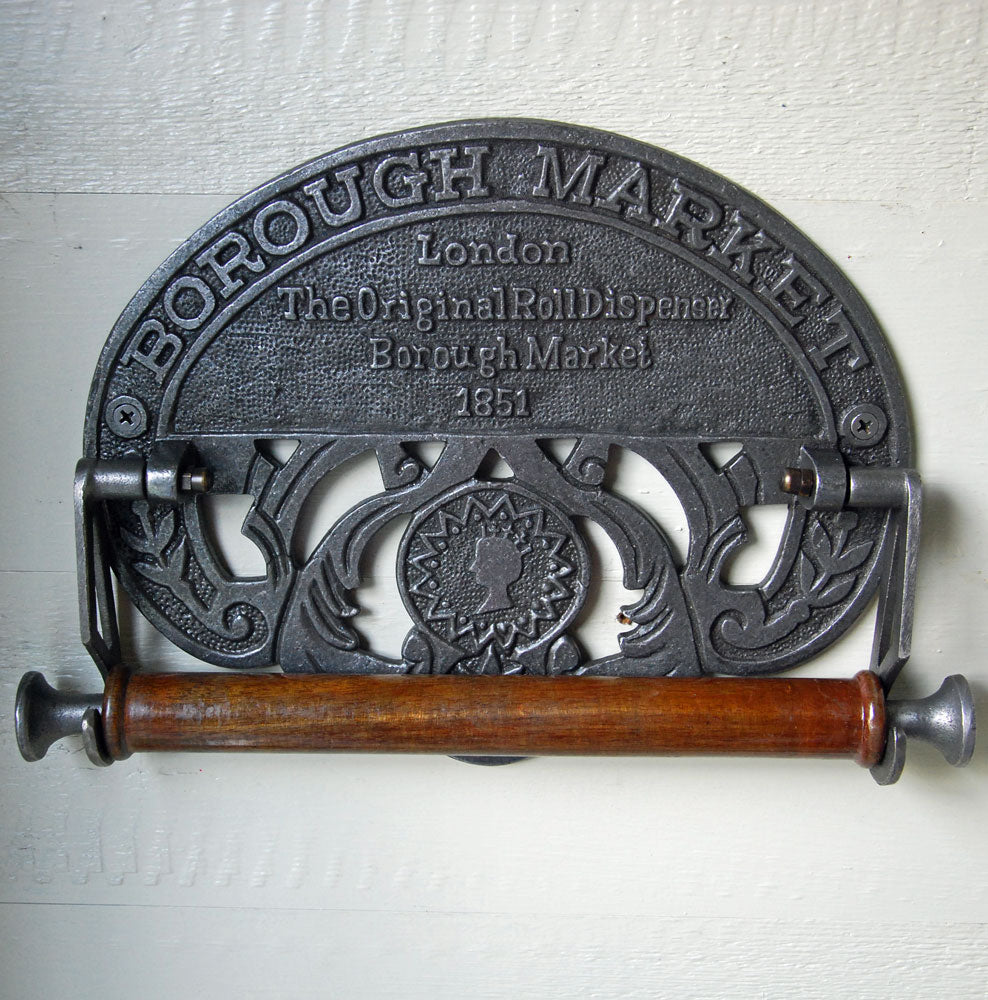 BOROUGH MARKET
London
The Original Roll Dispenser
Borough Market
1851